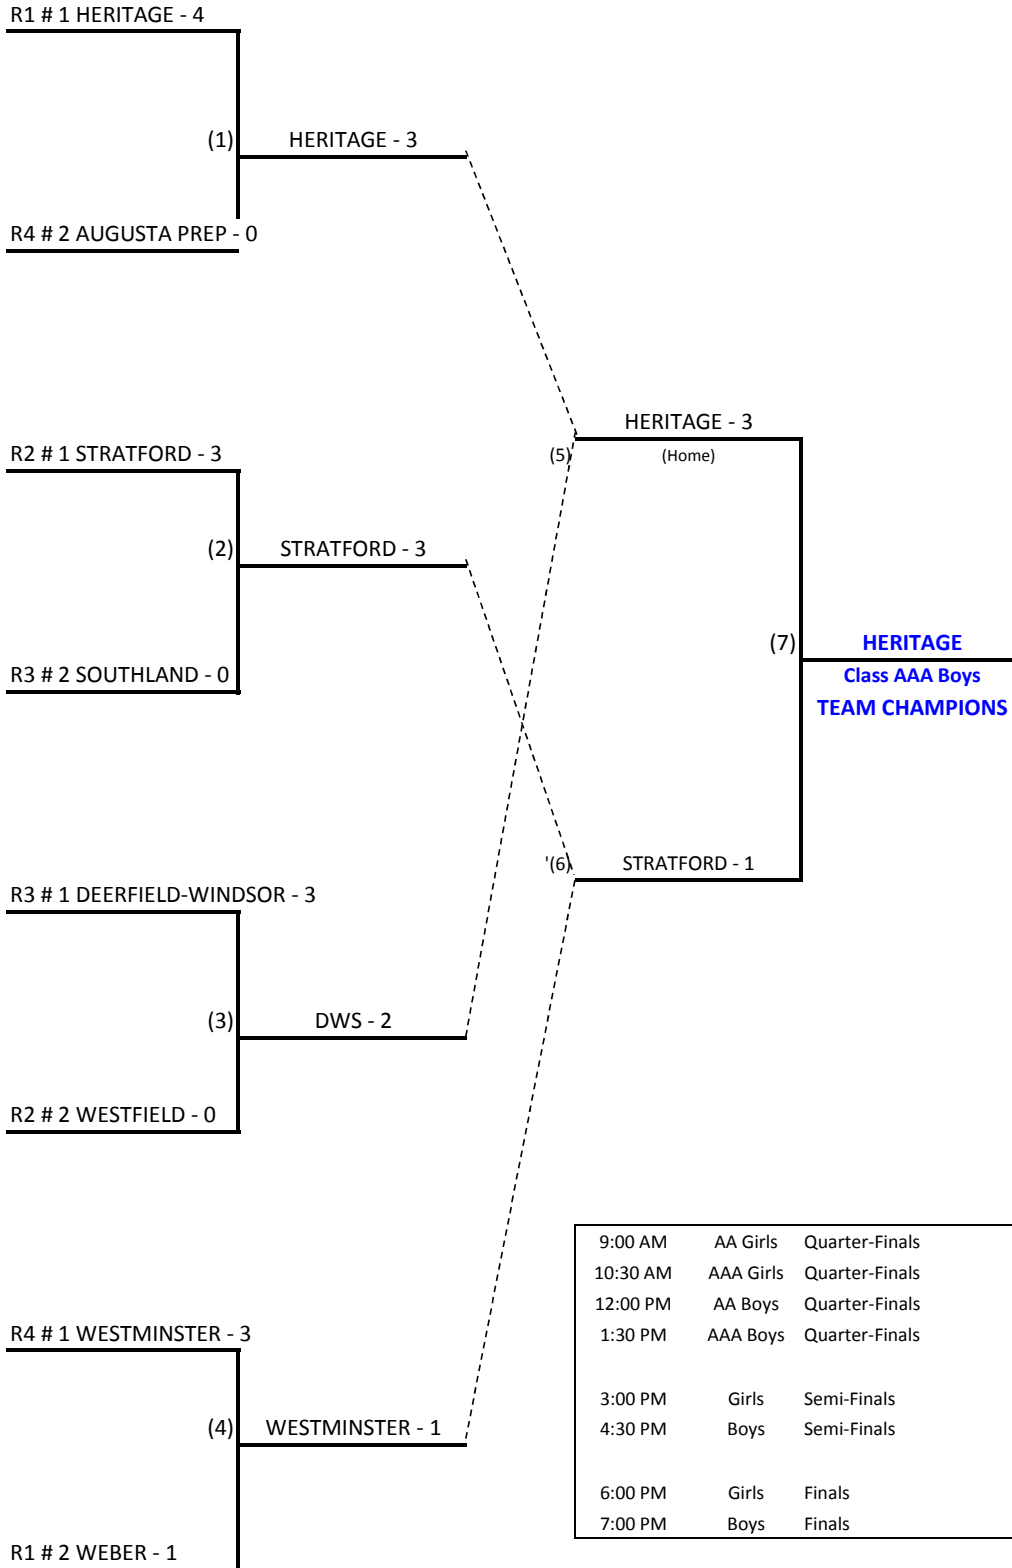 R1 # 1 HERITAGE - 4
(1) HERITAGE - 3
R4 # 2 AUGUSTA PREP - 0
HERITAGE - 3
R2 # 1 STRATFORD - 3
(5) (Home)
(2) STRATFORD - 3
(7) HERITAGE
R3 # 2 SOUTHLAND - 0
Class AAA Boys
TEAM CHAMPIONS
'(6) STRATFORD - 1
R3 # 1 DEERFIELD-WINDSOR - 3
(3) DWS - 2
R2 # 2 WESTFIELD - 0
9:00 AM AA Girls Quarter-Finals
10:30 AM AAA Girls Quarter-Finals
12:00 PM AA Boys Quarter-Finals
1:30 PM AAA Boys Quarter-Finals
R4 # 1 WESTMINSTER - 3
3:00 PM Girls Semi-Finals
4:30 PM Boys Semi-Finals
(4) WESTMINSTER - 1
6:00 PM Girls Finals
7:00 PM Boys Finals
R1 # 2 WEBER - 1